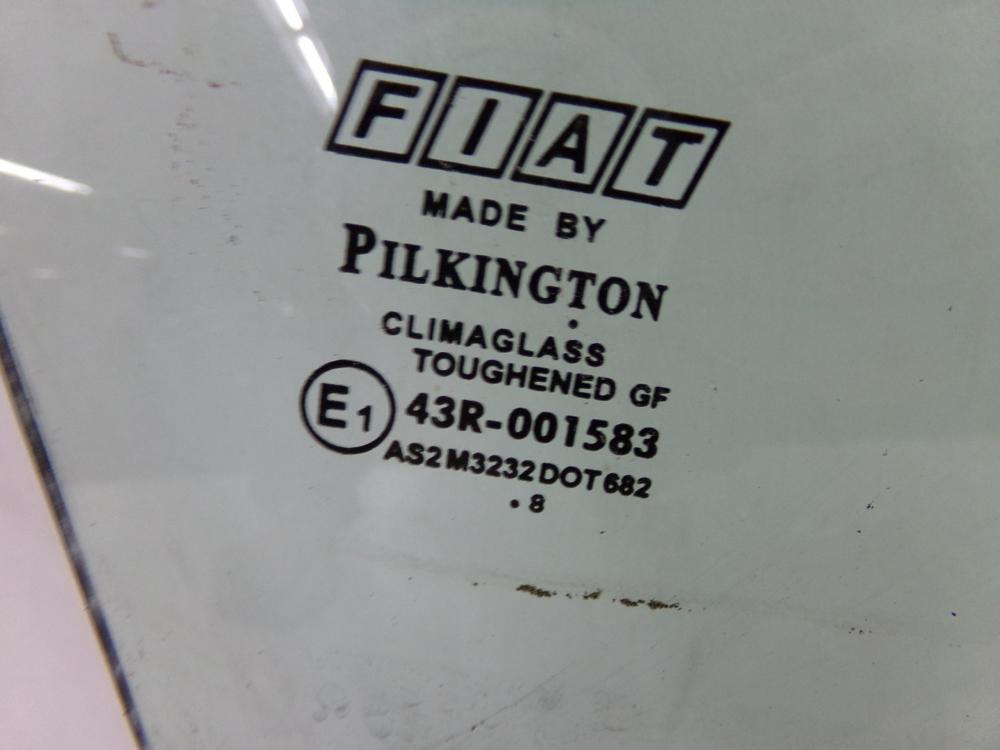 FIAT
MADE BY
PILKINGTON
CLIMAGLASS
TOUGHENED GF
E1 43R-001583
AS2 M3232 DOT 682
. 8